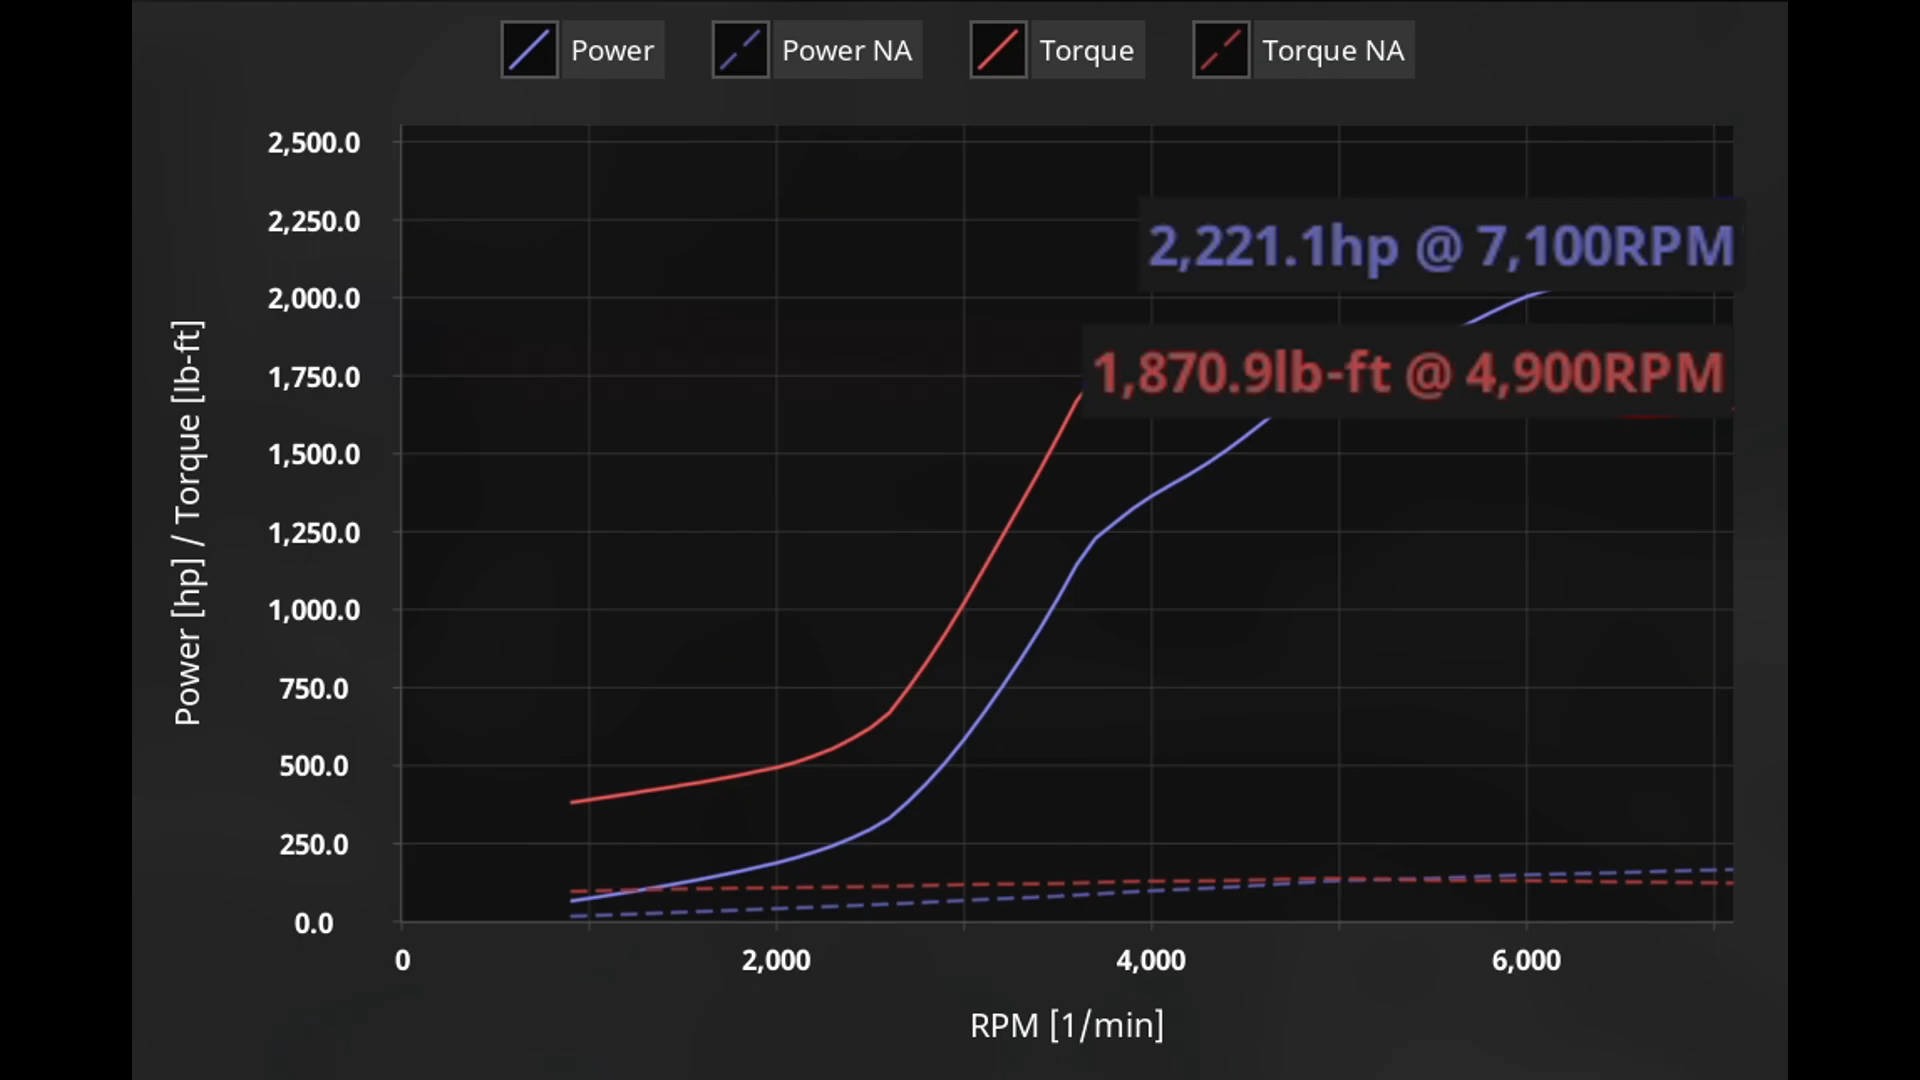 Power
Power NA
Torque
Torque NA
2,500.0
2,250.0
2,000.0
1,750.0
1,500.0
1,250.0
1,000.0
750.0
500.0
250.0
0.0
Power [hp] / Torque [lb-ft]
2,221.1hp @ 7,100RPM
1,870.9lb-ft @ 4,900RPM
0
2,000
4,000
6,000
RPM [1/min]